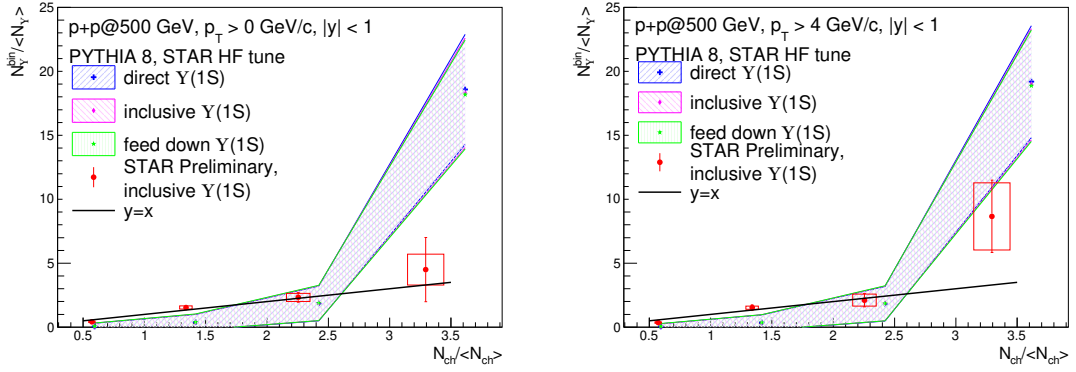 p+p@500 GeV, p_T > 0 GeV/c, |y| < 1
PYTHIA 8, STAR HF tune
direct ϒ(1S)
inclusive ϒ(1S)
feed down ϒ(1S)
STAR Preliminary,
inclusive ϒ(1S)
y=x
N_ϒ^bin/<N_ϒ>
25
20
15
10
5
0
0.5 1 1.5 2 2.5 3 3.5
N_ch/<N_ch>
p+p@500 GeV, p_T > 4 GeV/c, |y| < 1
PYTHIA 8, STAR HF tune
direct ϒ(1S)
inclusive ϒ(1S)
feed down ϒ(1S)
STAR Preliminary,
inclusive ϒ(1S)
y=x
N_ϒ^bin/<N_ϒ>
25
20
15
10
5
0
0.5 1 1.5 2 2.5 3 3.5
N_ch/<N_ch>